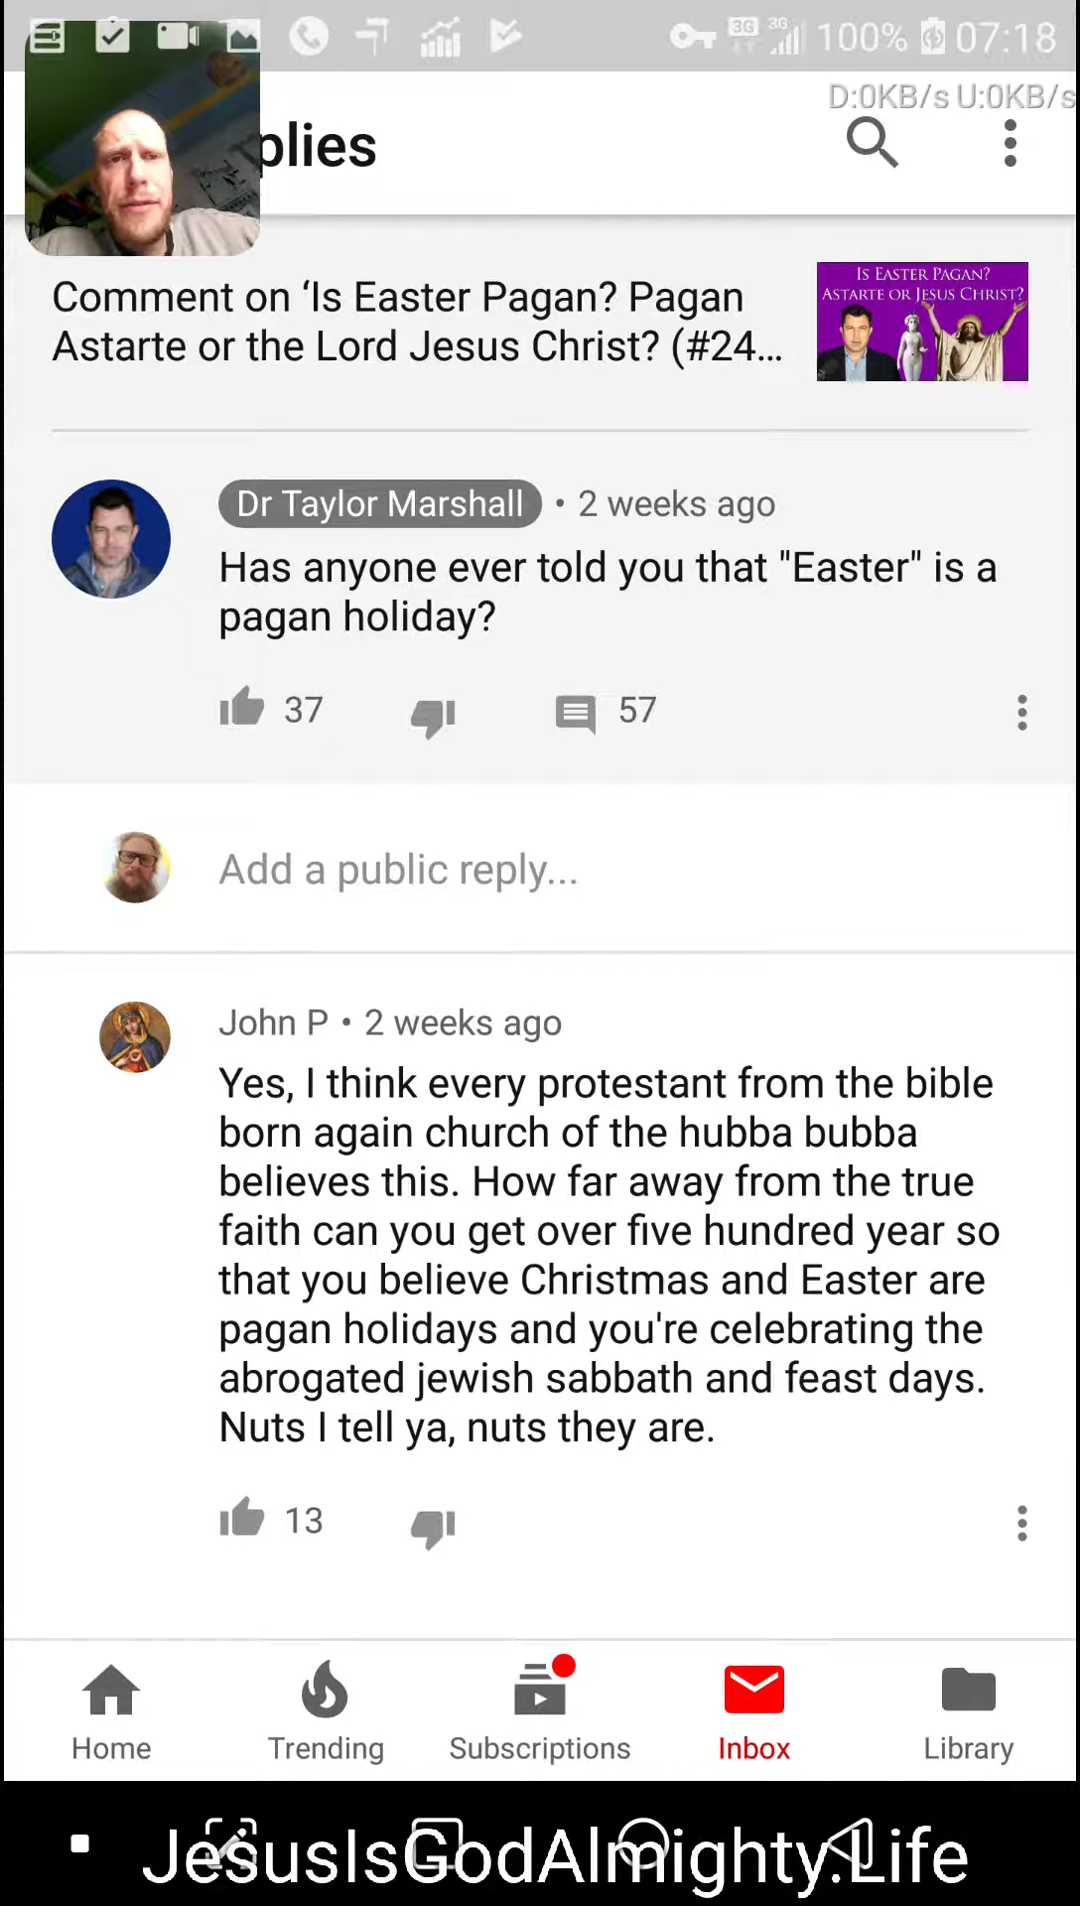 3G 3G 100% 07:18
D:0KB/s U:0KB/s
plies
Comment on ‘Is Easter Pagan? Pagan
Astarte or the Lord Jesus Christ? (#24...
IS EASTER PAGAN?
ASTARTE OR JESUS CHRIST?
Dr Taylor Marshall • 2 weeks ago
Has anyone ever told you that "Easter" is a
pagan holiday?
37 57
Add a public reply...
John P • 2 weeks ago
Yes, I think every protestant from the bible
born again church of the hubba bubba
believes this. How far away from the true
faith can you get over five hundred year so
that you believe Christmas and Easter are
pagan holidays and you're celebrating the
abrogated jewish sabbath and feast days.
Nuts I tell ya, nuts they are.
13
Home Trending Subscriptions Inbox Library
JesusIsGodAlmighty.Life